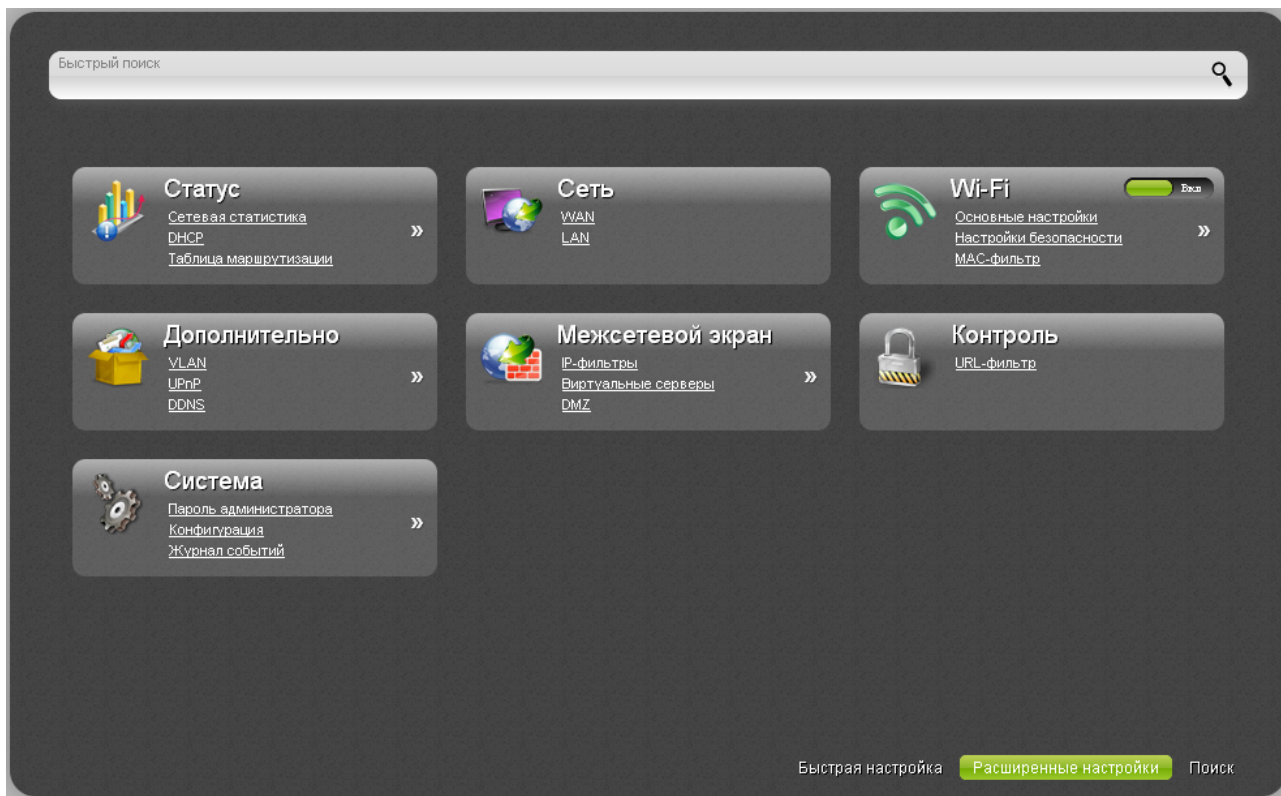 Быстрый поиск
Статус
Сетевая статистика
DHCP
Таблица маршрутизации
»
Сеть
WAN
LAN
Wi-Fi
Вкл
Основные настройки
Настройки безопасности
MAC-фильтр
»
Дополнительно
VLAN
UPnP
DDNS
»
Межсетевой экран
IP-фильтры
Виртуальные серверы
DMZ
»
Контроль
URL-фильтр
Система
Пароль администратора
Конфигурация
Журнал событий
»
Быстрая настройка Расширенные настройки Поиск